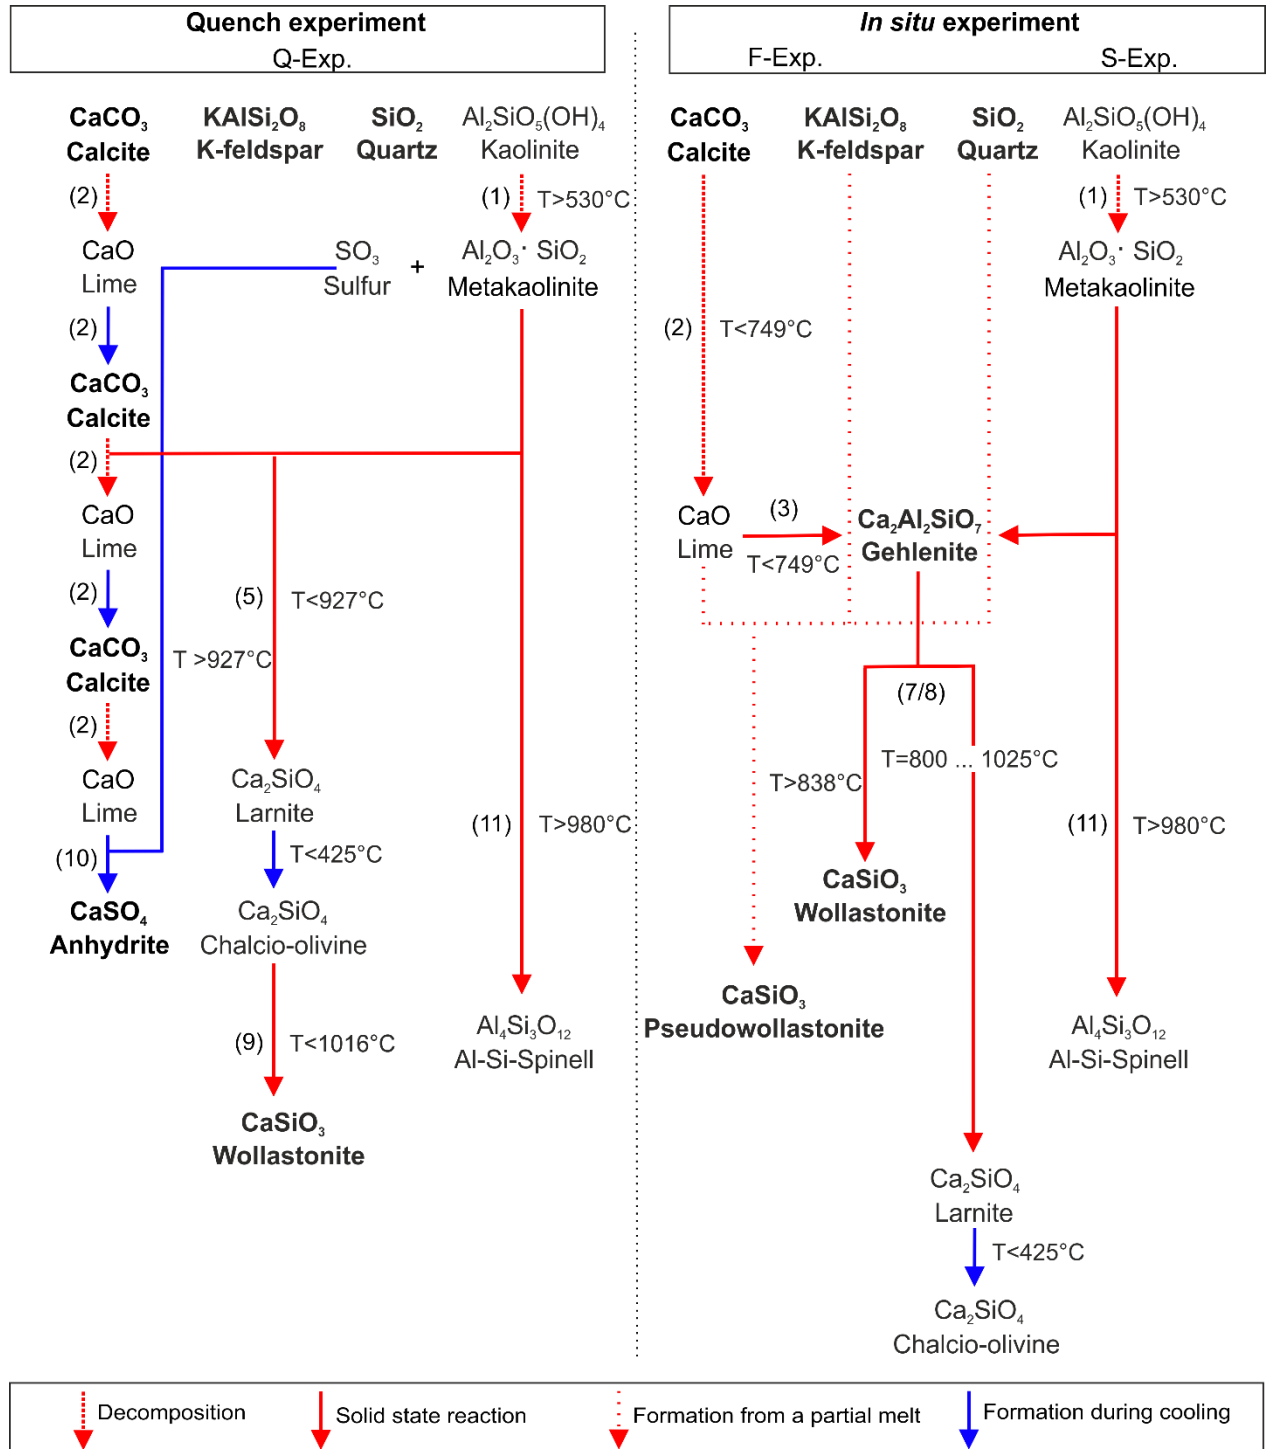 Quench experiment
Q-Exp.
In situ experiment
F-Exp. S-Exp.
CaCO₃ KAlSi₂O₈ SiO₂ Al₂SiO₅(OH)₄
Calcite K-feldspar Quartz Kaolinite
(2) (1) T>530°C
CaO SO₃ + Al₂O₃· SiO₂
Lime Sulfur Metakaolinite
(2)
CaCO₃
Calcite
(2)
CaO
Lime
(2)
(5) T<927°C
CaCO₃
Calcite
T >927°C
(2)
CaO Ca₂SiO₄
Lime Larnite
(11) T>980°C
(10) T<425°C
CaSO₄ Ca₂SiO₄
Anhydrite Chalcio-olivine
(9) T<1016°C
Al₄Si₃O₁₂
Al-Si-Spinell
CaSiO₃
Wollastonite
CaCO₃ KAlSi₂O₈ SiO₂ Al₂SiO₅(OH)₄
Calcite K-feldspar Quartz Kaolinite
(1) T>530°C
Al₂O₃· SiO₂
Metakaolinite
(2) T<749°C
CaO (3) Ca₂Al₂SiO₇
Lime Gehlenite
T<749°C
(7/8)
T=800 ... 1025°C
T>838°C
(11) T>980°C
CaSiO₃
Wollastonite
CaSiO₃
Pseudowollastonite
Al₄Si₃O₁₂
Al-Si-Spinell
Ca₂SiO₄
Larnite
T<425°C
Ca₂SiO₄
Chalcio-olivine
Decomposition Solid state reaction Formation from a partial melt Formation during cooling